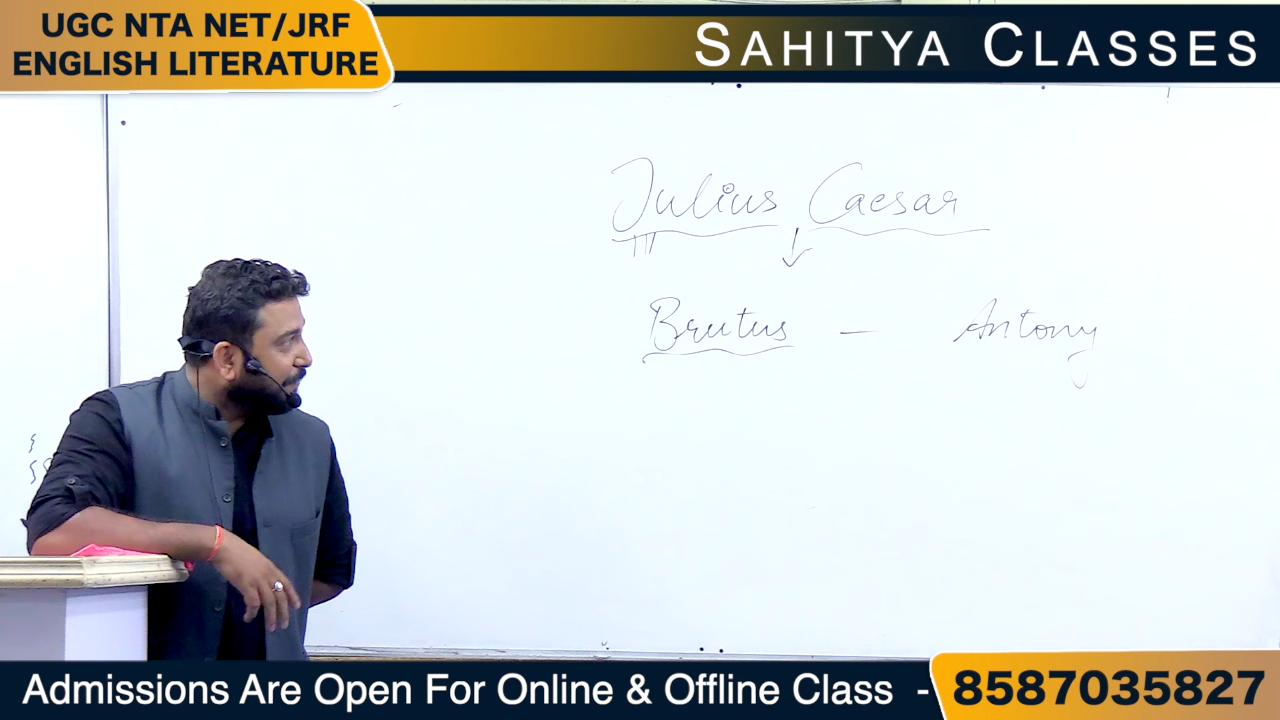 UGC NTA NET/JRF
ENGLISH LITERATURE
SAHITYA CLASSES
Julius Caesar
Brutus — Antony
Admissions Are Open For Online & Offline Class - 8587035827